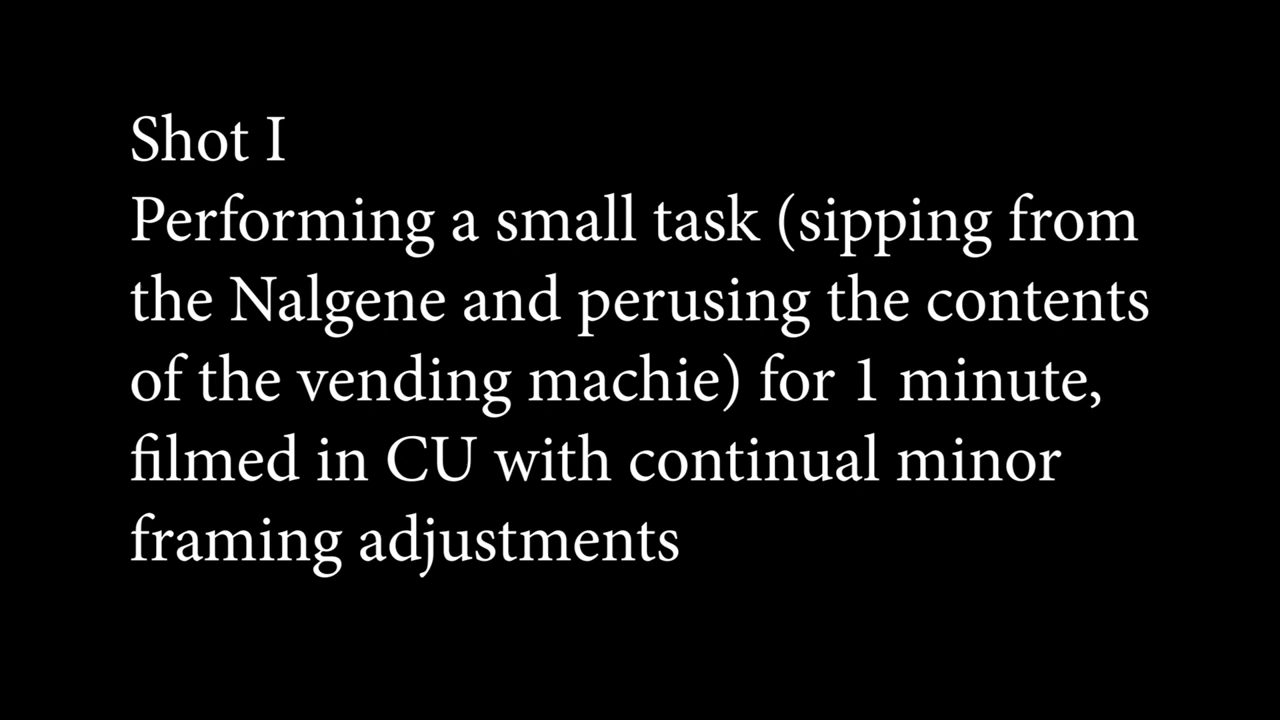 Shot I
Performing a small task (sipping from
the Nalgene and perusing the contents
of the vending machie) for 1 minute,
filmed in CU with continual minor
framing adjustments